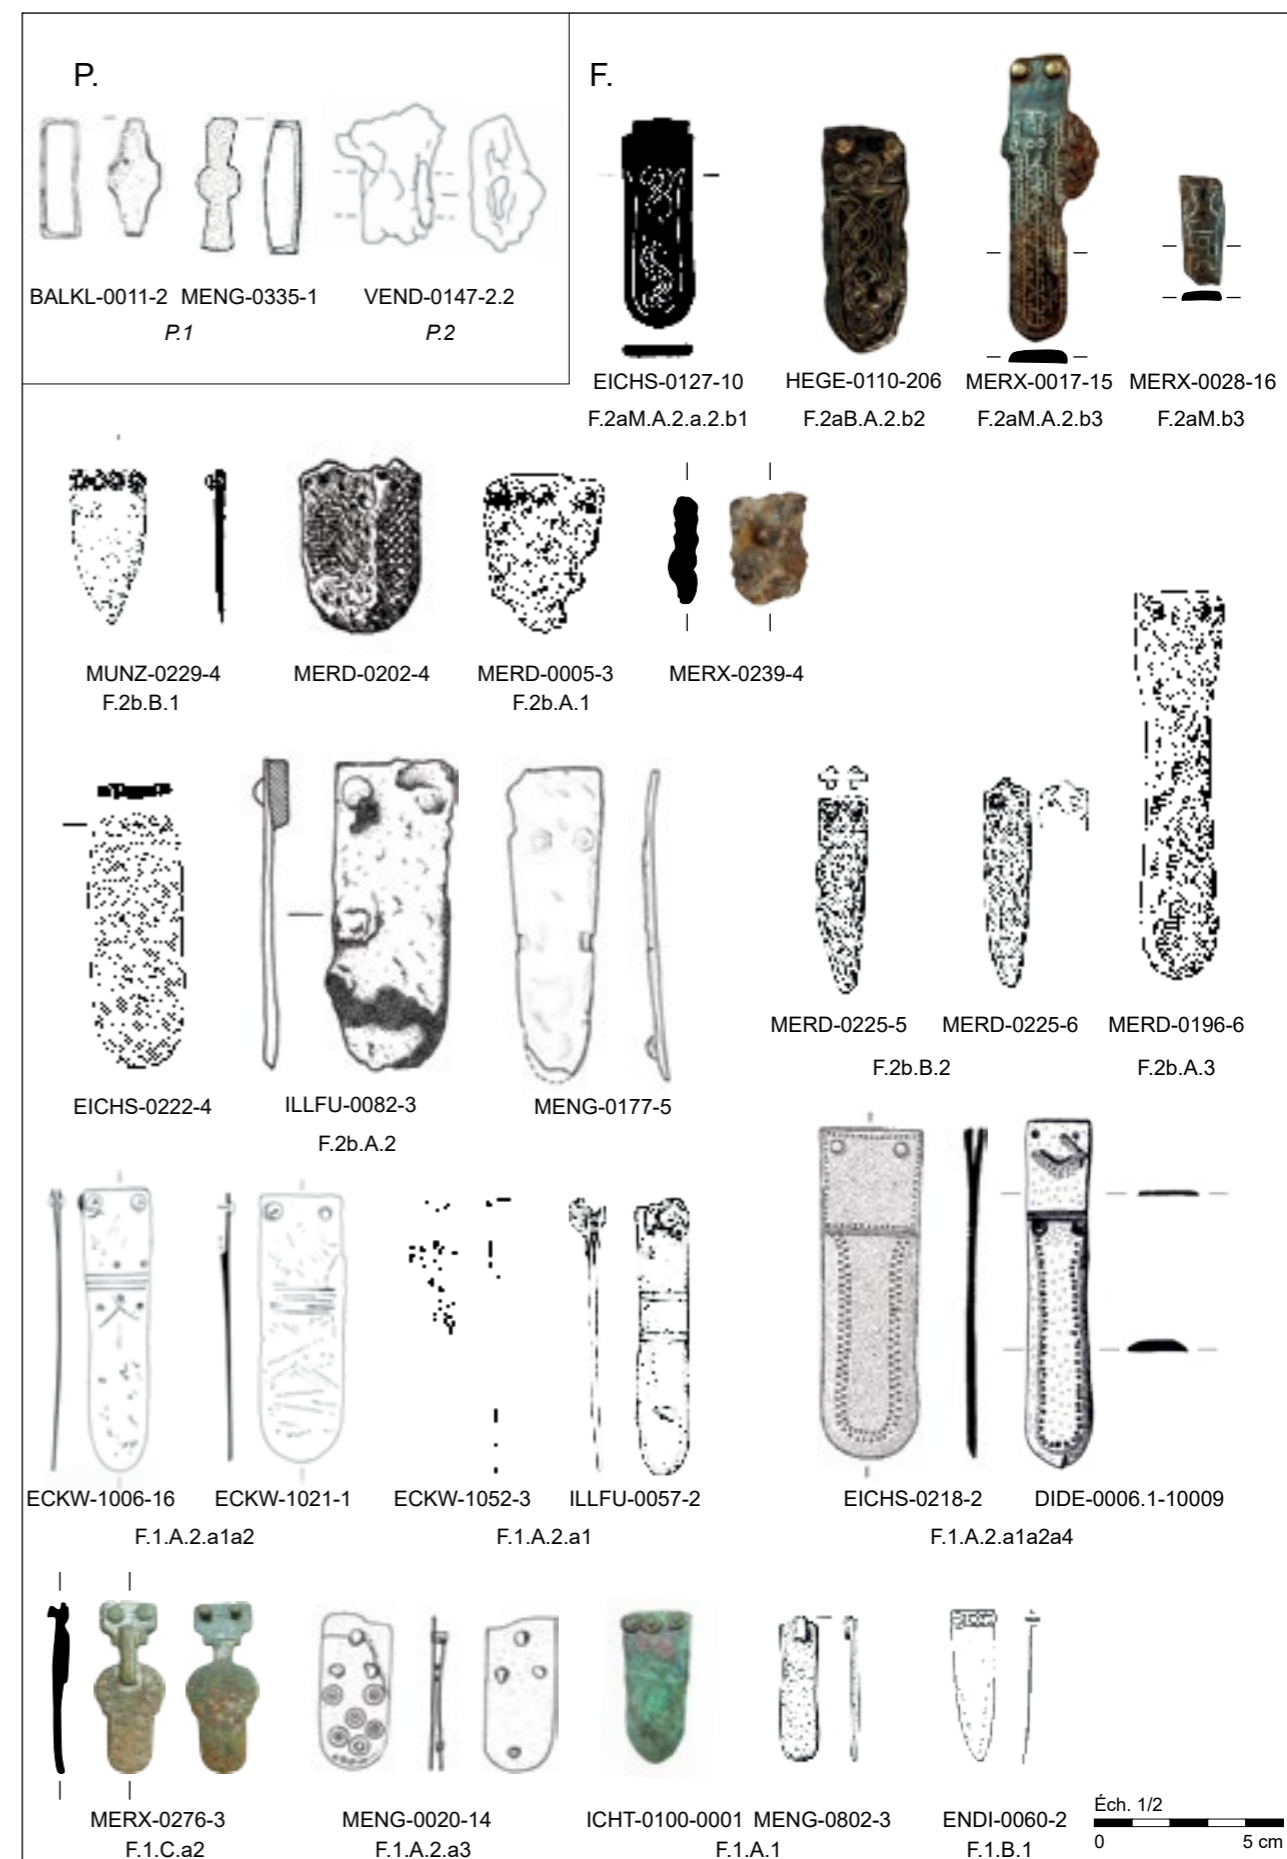 P.
BALKL-0011-2 MENG-0335-1 VEND-0147-2.2
P.1 P.2
F.
EICHS-0127-10 HEGE-0110-206 MERX-0017-15 MERX-0028-16
F.2aM.A.2.a.2.b1 F.2aB.A.2.b2 F.2aM.A.2.b3 F.2aM.b3
MUNZ-0229-4 MERD-0202-4 MERD-0005-3 MERX-0239-4
F.2b.B.1 F.2b.A.1
MERD-0225-5 MERD-0225-6 MERD-0196-6
F.2b.B.2 F.2b.A.3
EICHS-0222-4 ILLFU-0082-3 MENG-0177-5
F.2b.A.2
ECKW-1006-16 ECKW-1021-1 ECKW-1052-3 ILLFU-0057-2 EICHS-0218-2 DIDE-0006.1-10009
F.1.A.2.a1a2 F.1.A.2.a1 F.1.A.2.a1a2a4
MERX-0276-3 MENG-0020-14 ICHT-0100-0001 MENG-0802-3 ENDI-0060-2
F.1.C.a2 F.1.A.2.a3 F.1.A.1 F.1.B.1
Éch. 1/2
0 5 cm